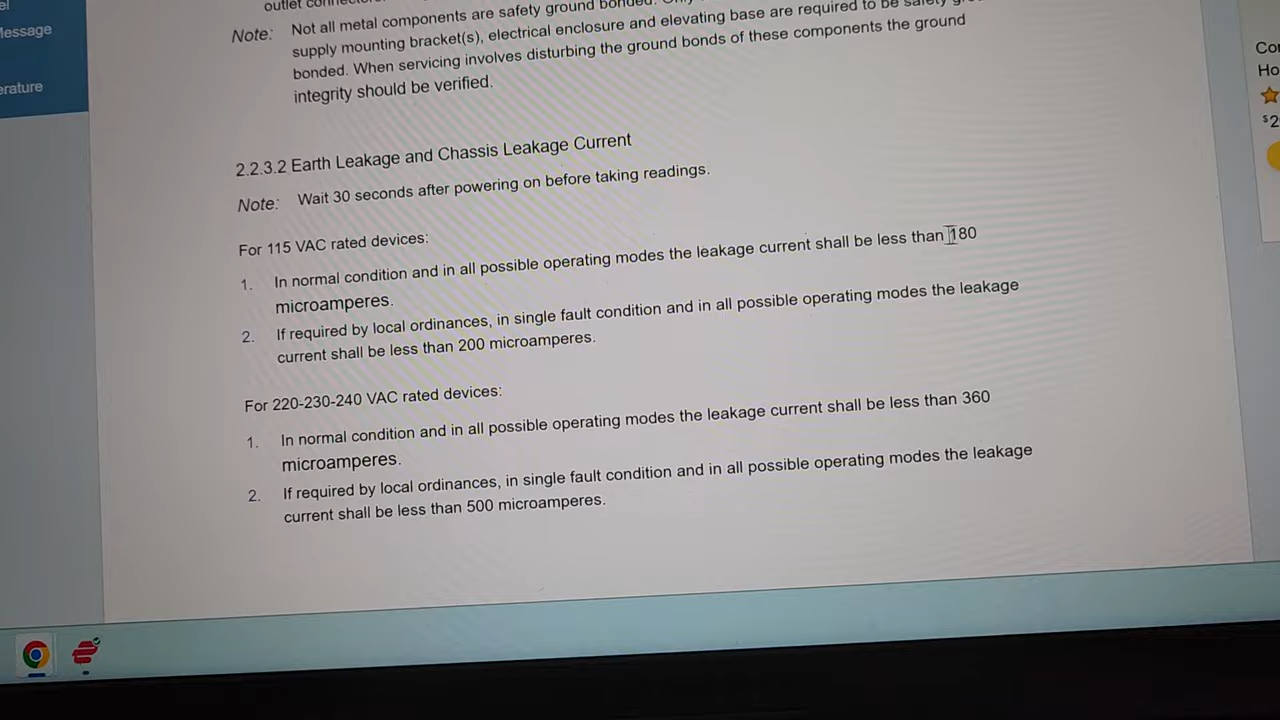 Message
erature
outlet
Note: Not all metal components are safety ground bonded.
supply mounting bracket(s), electrical enclosure and elevating base are required to be safety
bonded. When servicing involves disturbing the ground bonds of these components the ground
integrity should be verified.
2.2.3.2 Earth Leakage and Chassis Leakage Current
Note: Wait 30 seconds after powering on before taking readings.
For 115 VAC rated devices:
1. In normal condition and in all possible operating modes the leakage current shall be less than 180
microamperes.
2. If required by local ordinances, in single fault condition and in all possible operating modes the leakage
current shall be less than 200 microamperes.
For 220-230-240 VAC rated devices:
1. In normal condition and in all possible operating modes the leakage current shall be less than 360
microamperes.
2. If required by local ordinances, in single fault condition and in all possible operating modes the leakage
current shall be less than 500 microamperes.
Ho
$2